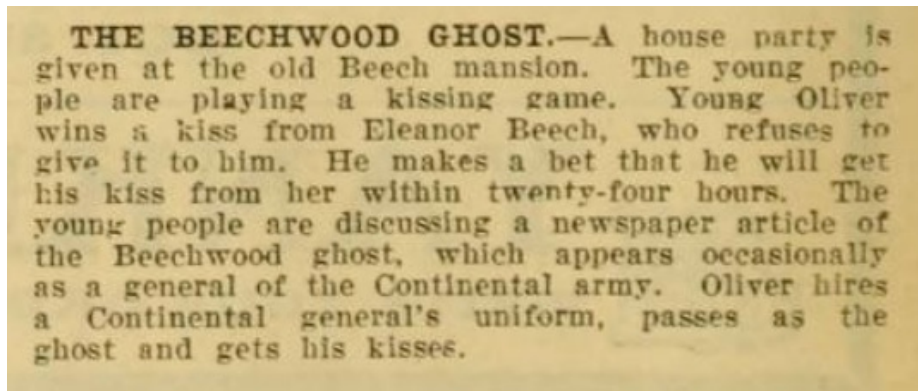 THE BEECHWOOD GHOST.—A house party is
given at the old Beech mansion. The young peo-
ple are playing a kissing game. Young Oliver
wins a kiss from Eleanor Beech, who refuses to
give it to him. He makes a bet that he will get
his kiss from her within twenty-four hours. The
young people are discussing a newspaper article of
the Beechwood ghost, which appears occasionally
as a general of the Continental army. Oliver hires
a Continental general's uniform, passes as the
ghost and gets his kisses.